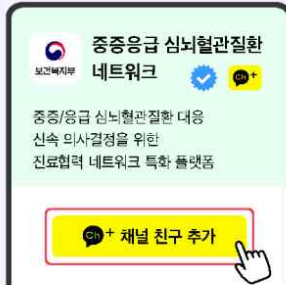 중증응급 심뇌혈관질환
보건복지부 네트워크 Ch+
중증/응급 심뇌혈관질환 대응
신속 의사결정을 위한
진료협력 네트워크 특화 플랫폼
Ch+ 채널 친구 추가